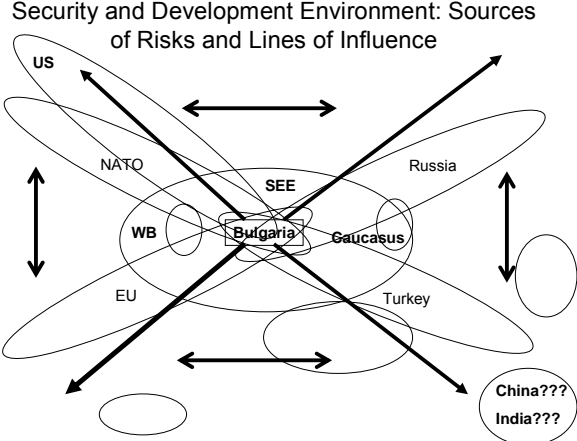 Security and Development Environment: Sources
of Risks and Lines of Influence
US
NATO
Russia
SEE
WB
Bulgaria
Caucasus
EU
Turkey
China???
India???